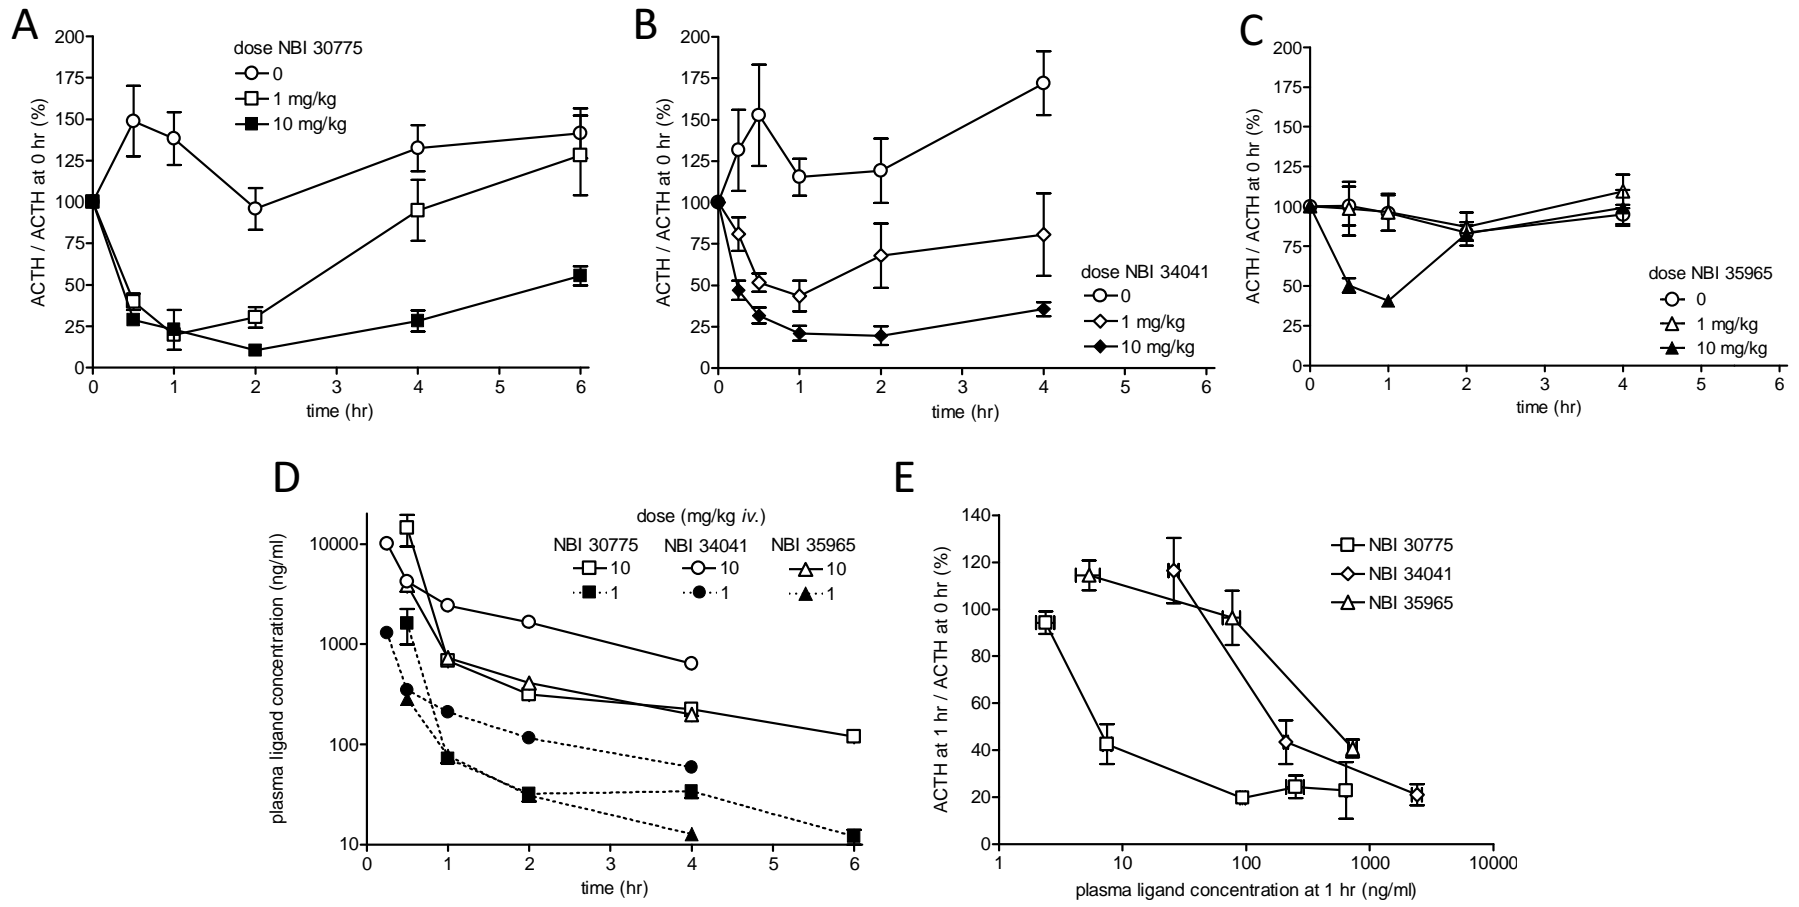 A
ACTH / ACTH at 0 hr (%)
200
175
150
125
100
75
50
25
0
dose NBI 30775
0
1 mg/kg
10 mg/kg
0 1 2 3 4 5 6
time (hr)
B
ACTH / ACTH at 0 hr (%)
200
175
150
125
100
75
50
25
0
dose NBI 34041
0
1 mg/kg
10 mg/kg
0 1 2 3 4 5 6
time (hr)
C
ACTH / ACTH at 0 hr (%)
200
175
150
125
100
75
50
25
0
dose NBI 35965
0
1 mg/kg
10 mg/kg
0 1 2 3 4 5 6
time (hr)
D
plasma ligand concentration (ng/ml)
10000
1000
100
10
dose (mg/kg iv.)
NBI 30775 NBI 34041 NBI 35965
10 10 10
1 1 1
0 1 2 3 4 5 6
time (hr)
E
ACTH at 1 hr / ACTH at 0 hr (%)
140
120
100
80
60
40
20
0
NBI 30775
NBI 34041
NBI 35965
1 10 100 1000 10000
plasma ligand concentration at 1 hr (ng/ml)